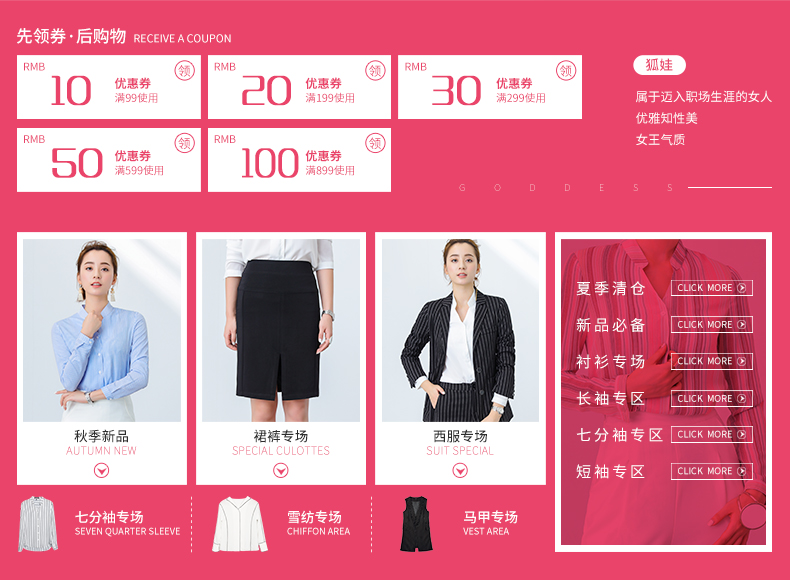 先领券·后购物 RECEIVE A COUPON
RMB 10 优惠券 满99使用 领
RMB 20 优惠券 满199使用 领
RMB 30 优惠券 满299使用 领
RMB 50 优惠券 满599使用 领
RMB 100 优惠券 满899使用 领
狐娃
属于迈入职场生涯的女人
优雅知性美
女王气质
GODDESS
秋季新品
AUTUMN NEW
裙裤专场
SPECIAL CULOTTES
西服专场
SUIT SPECIAL
夏季清仓 CLICK MORE
新品必备 CLICK MORE
衬衫专场 CLICK MORE
长袖专区 CLICK MORE
七分袖专区 CLICK MORE
短袖专区 CLICK MORE
七分袖专场
SEVEN QUARTER SLEEVE
雪纺专场
CHIFFON AREA
马甲专场
VEST AREA